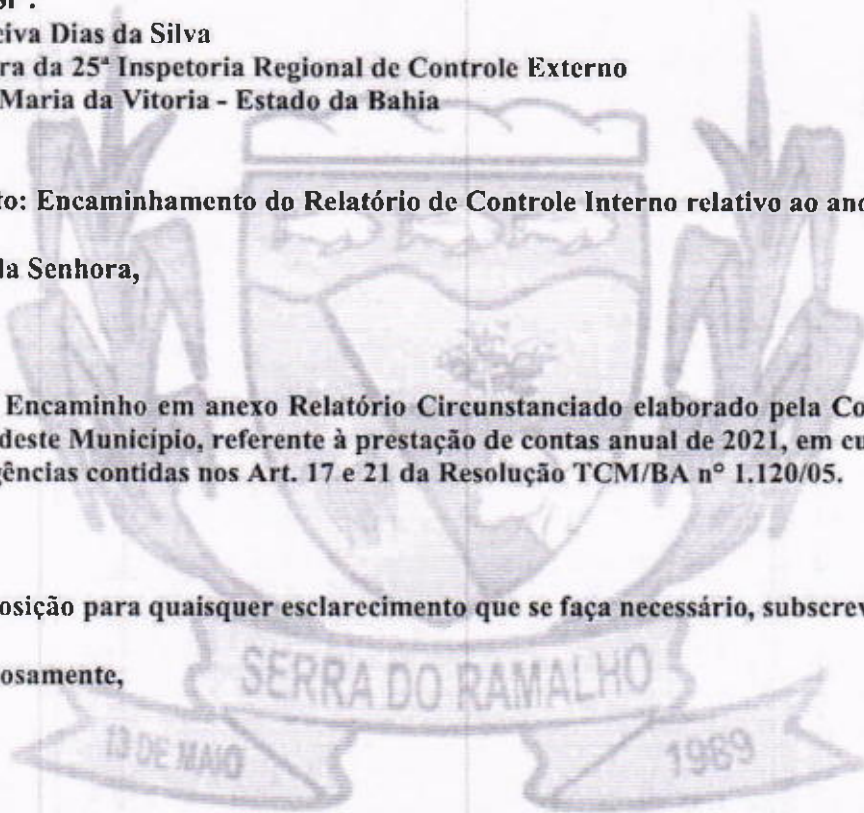 eiva Dias da Silva
ra da 25ª Inspetoria Regional de Controle Externo
Maria da Vitoria - Estado da Bahia
to: Encaminhamento do Relatório de Controle Interno relativo ao ano
da Senhora,
Encaminho em anexo Relatório Circunstanciado elaborado pela Co
deste Município, referente à prestação de contas anual de 2021, em cu
gências contidas nos Art. 17 e 21 da Resolução TCM/BA nº 1.120/05.
osição para quaisquer esclarecimento que se faça necessário, subscrev
osamente,
SERRA DO RAMALHO
13 DE MAIO
1989